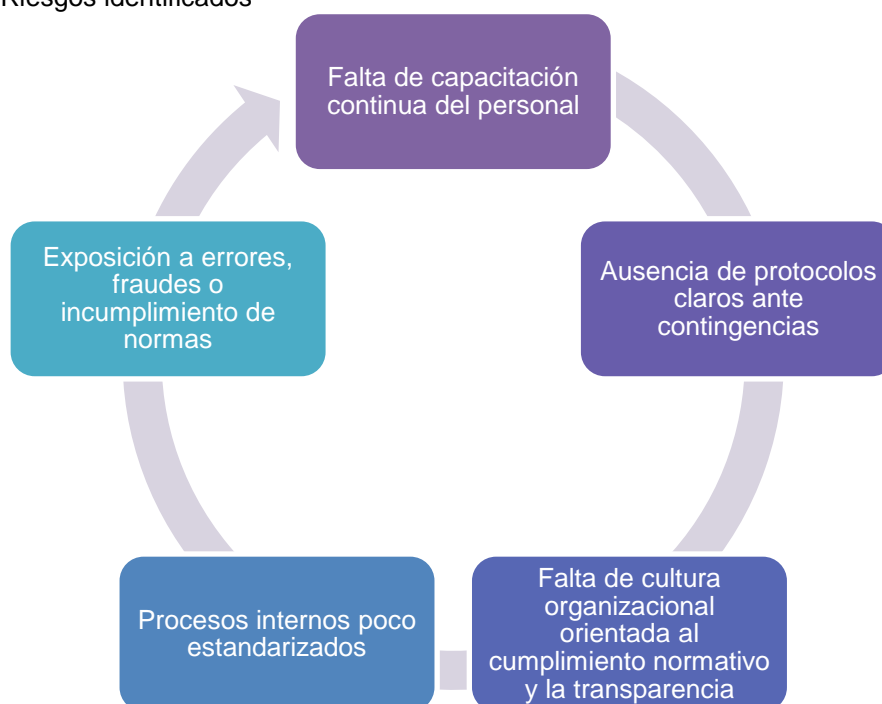 Riesgos identificados
Falta de capacitación
continua del personal
Ausencia de protocolos
claros ante
contingencias
Falta de cultura
organizacional
orientada al
cumplimiento normativo
y la transparencia
Procesos internos poco
estandarizados
Exposición a errores,
fraudes o
incumplimiento de
normas